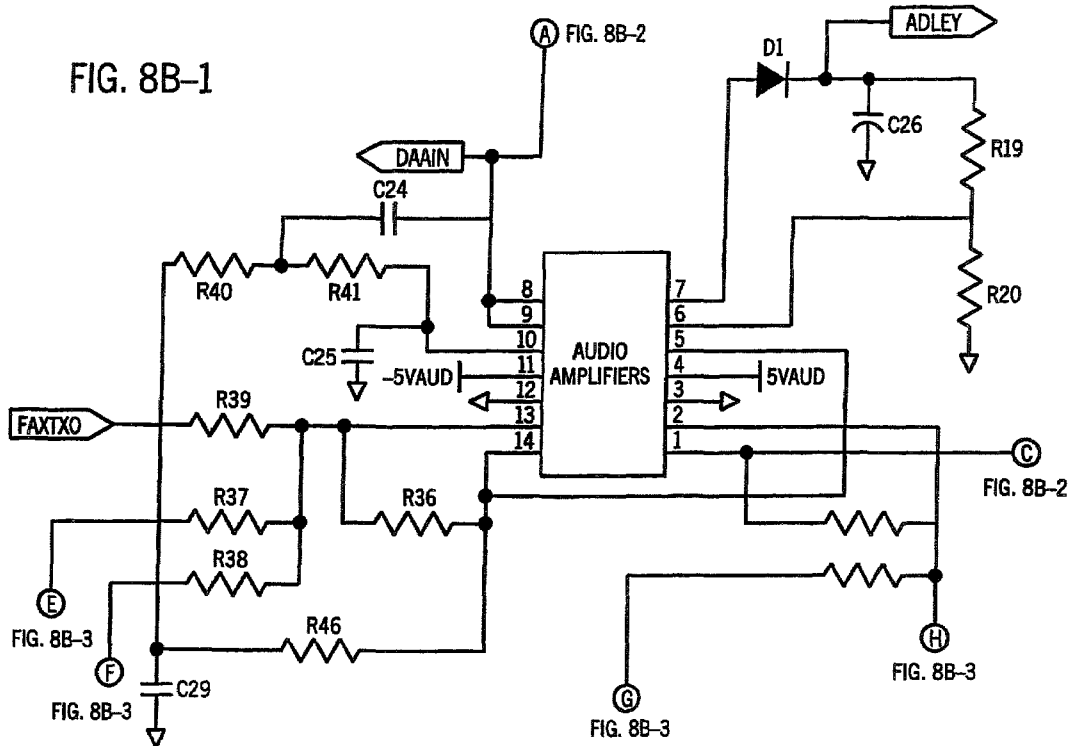 FIG. 8B–1
A FIG. 8B–2
ADLEY
D1
C26
R19
DAAIN
C24
R40
R41
R20
C25
8
9
10
11
12
13
14
AUDIO
AMPLIFIERS
7
6
5
4
3
2
1
–5VAUD
5VAUD
FAXTXO
R39
C
FIG. 8B–2
R37
R36
R38
E
FIG. 8B–3
R46
F
FIG. 8B–3
C29
H
FIG. 8B–3
G
FIG. 8B–3